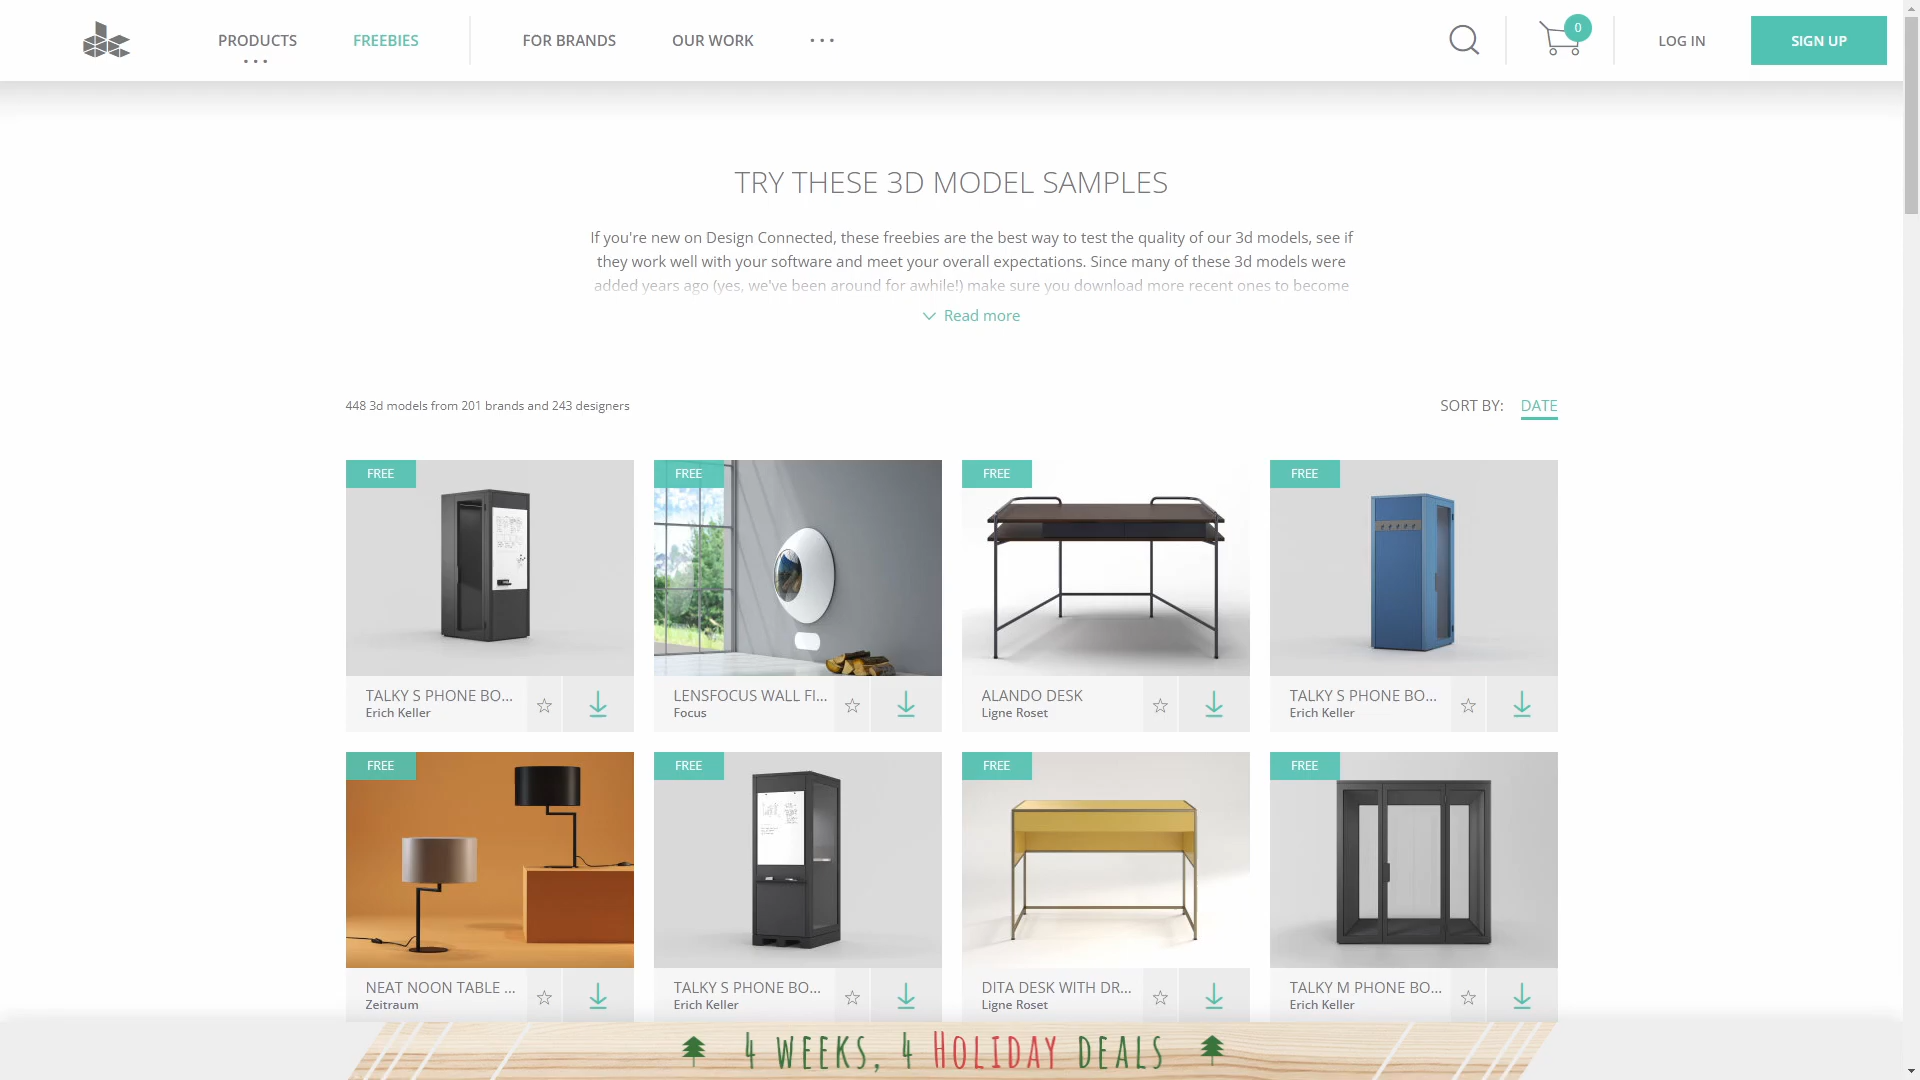 PRODUCTS
FREEBIES
FOR BRANDS
OUR WORK
0
LOG IN
SIGN UP
TRY THESE 3D MODEL SAMPLES
If you're new on Design Connected, these freebies are the best way to test the quality of our 3d models, see if
they work well with your software and meet your overall expectations. Since many of these 3d models were
added years ago (yes, we've been around for awhile!) make sure you download more recent ones to become
Read more
448 3d models from 201 brands and 243 designers
SORT BY: DATE
FREE
FREE
FREE
FREE
TALKY S PHONE BO...
Erich Keller
LENSFOCUS WALL FI...
Focus
ALANDO DESK
Ligne Roset
TALKY S PHONE BO...
Erich Keller
FREE
FREE
FREE
FREE
NEAT NOON TABLE ...
Zeitraum
TALKY S PHONE BO...
Erich Keller
DITA DESK WITH DR...
Ligne Roset
TALKY M PHONE BO...
Erich Keller
4 WEEKS, 4 HOLIDAY DEALS